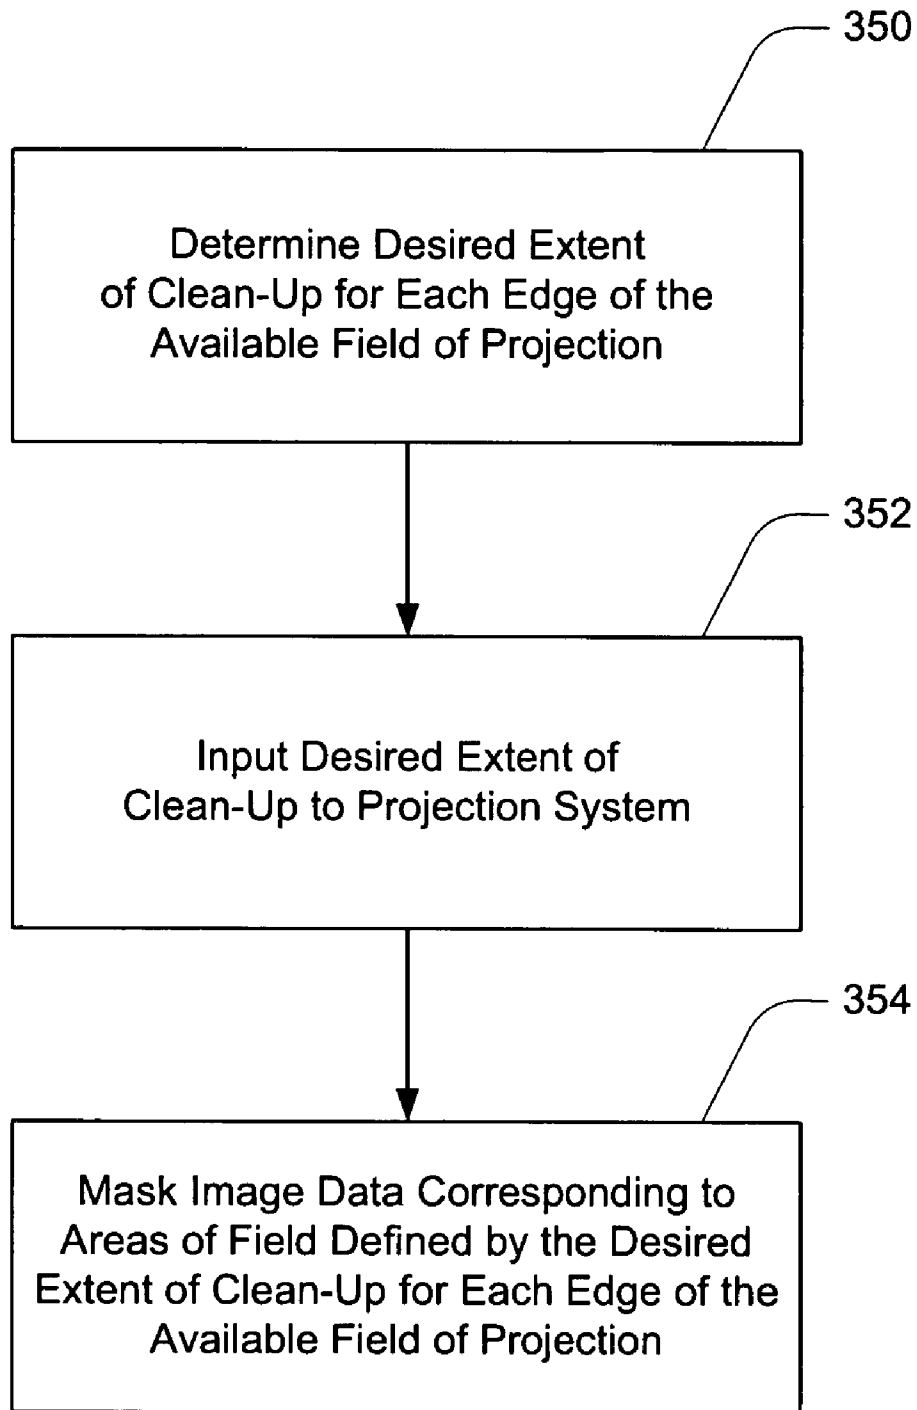 350
Determine Desired Extent
of Clean-Up for Each Edge of the
Available Field of Projection
352
Input Desired Extent of
Clean-Up to Projection System
354
Mask Image Data Corresponding to
Areas of Field Defined by the Desired
Extent of Clean-Up for Each Edge of the
Available Field of Projection